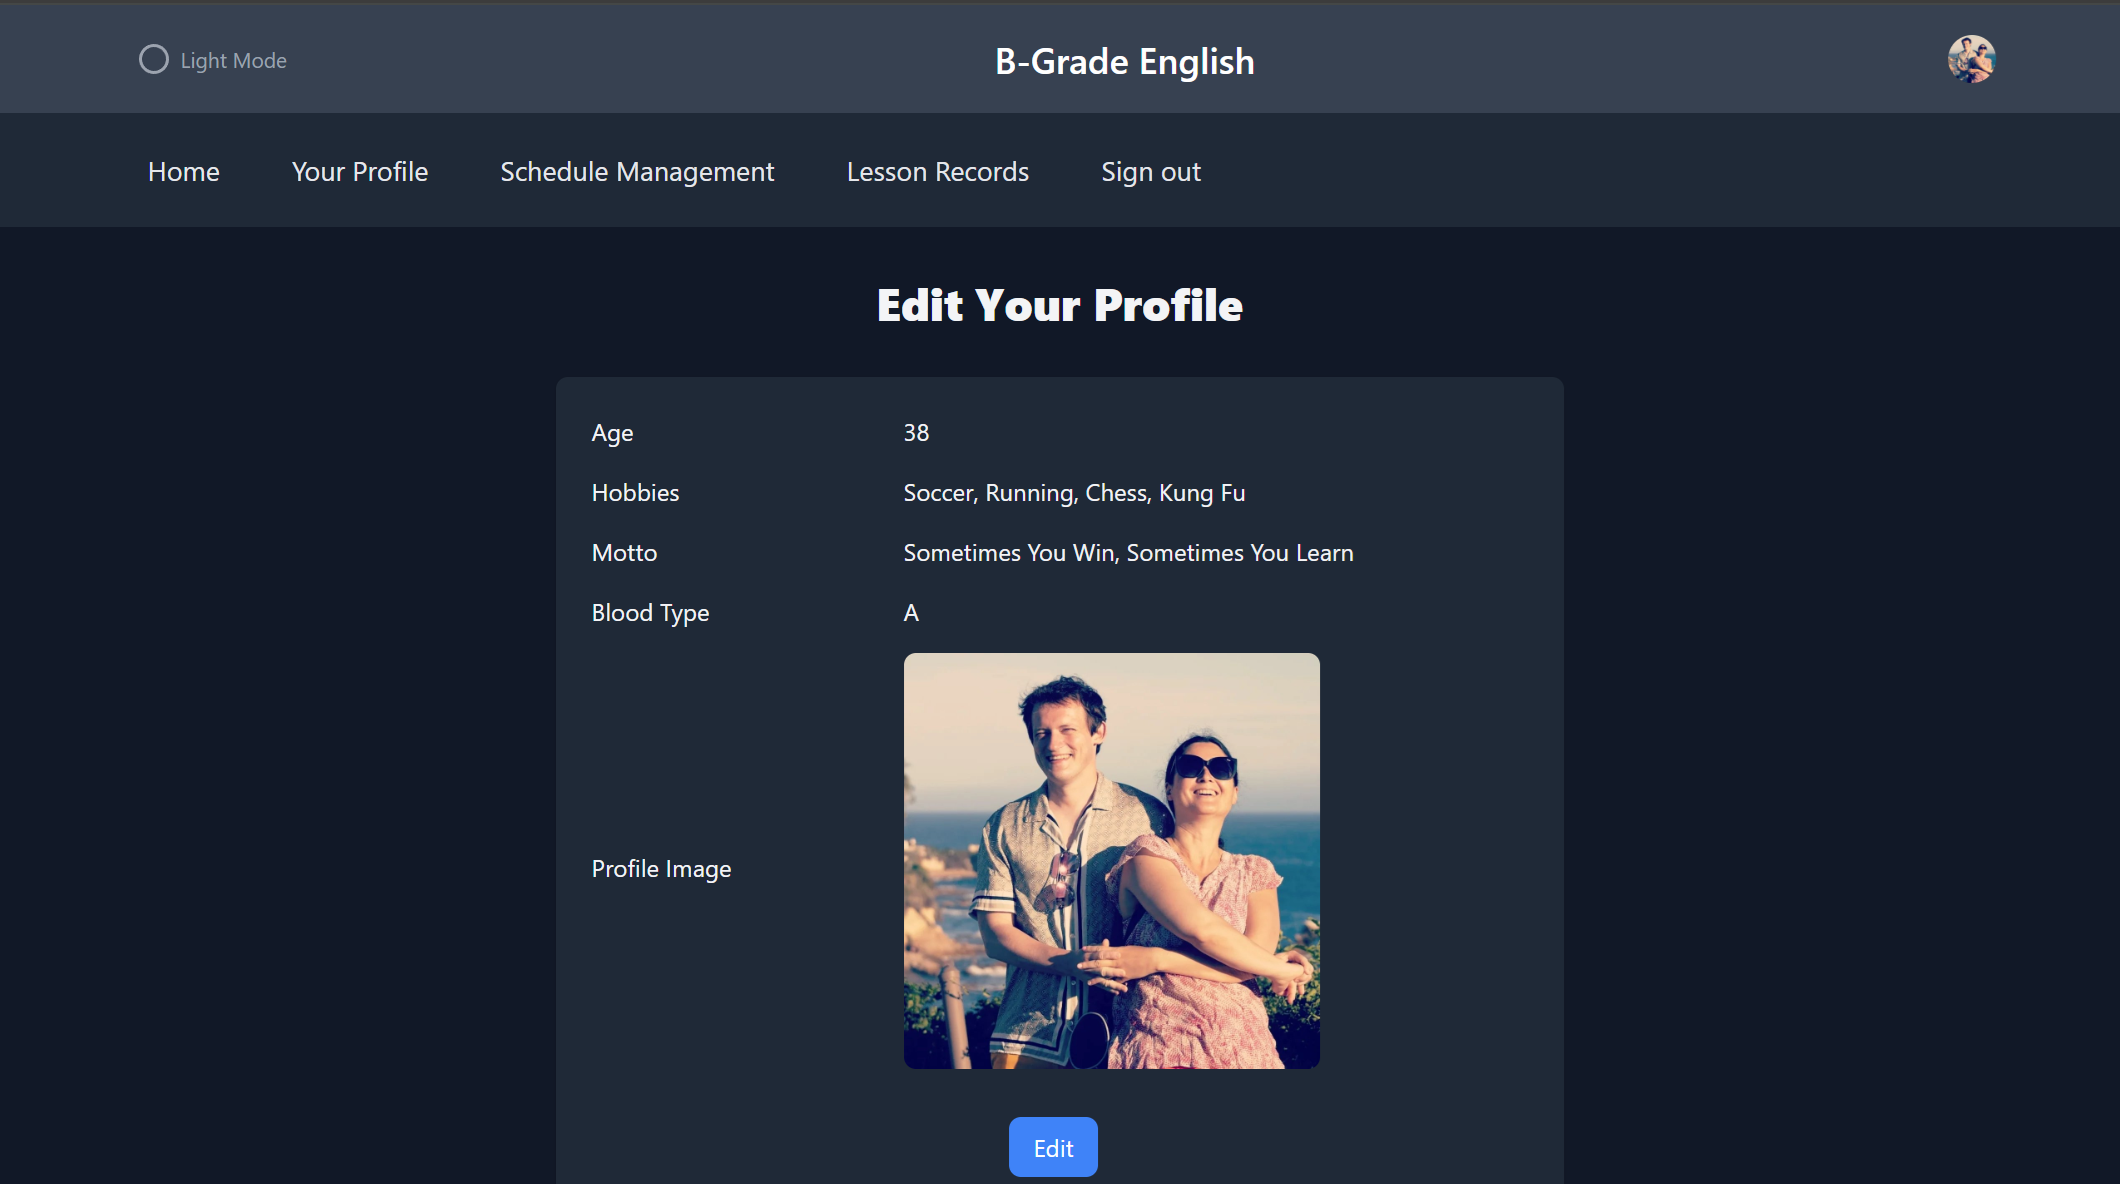 Light Mode
B-Grade English
Home Your Profile Schedule Management Lesson Records Sign out
Edit Your Profile
Age 38
Hobbies Soccer, Running, Chess, Kung Fu
Motto Sometimes You Win, Sometimes You Learn
Blood Type A
Profile Image
Edit